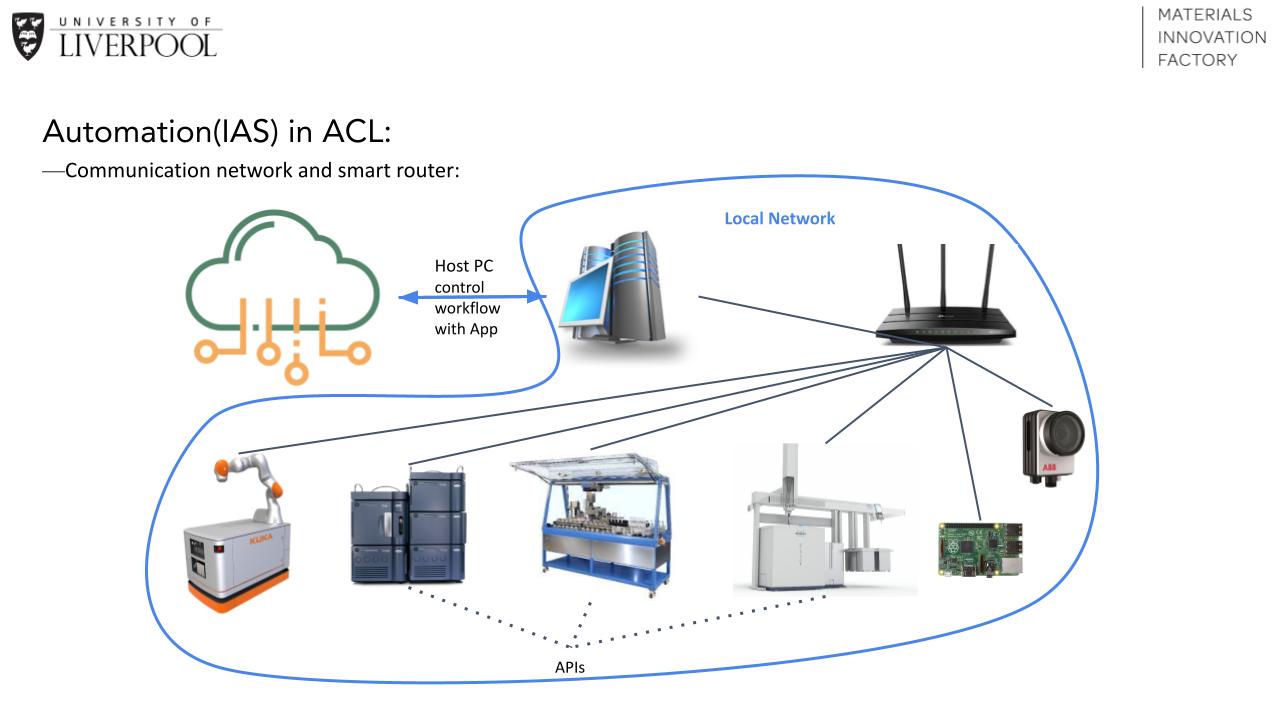 UNIVERSITY OF
LIVERPOOL
MATERIALS
INNOVATION
FACTORY
Automation(IAS) in ACL:
—Communication network and smart router:
Local Network
Host PC
control
workflow
with App
KUKA
ABB
APIs